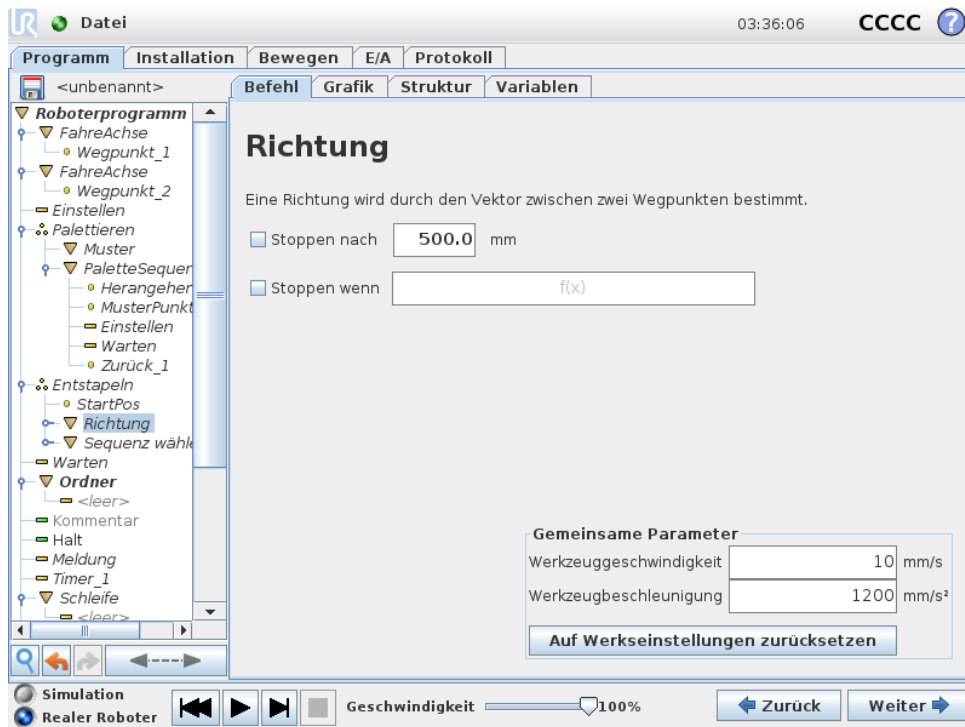 UR Datei 03:36:06 CCCC ?
Programm Installation Bewegen E/A Protokoll
<unbenannt> Befehl Grafik Struktur Variablen
Roboterprogramm
FahreAchse
Wegpunkt_1
FahreAchse
Wegpunkt_2
Einstellen
Palettieren
Muster
PaletteSequer
Herangeher
MusterPunkt
Einstellen
Warten
Zurück_1
Entstapeln
StartPos
Richtung
Sequenz wähle
Warten
Ordner
<leer>
Kommentar
Halt
Meldung
Timer_1
Schleife
<leer>
Richtung
Eine Richtung wird durch den Vektor zwischen zwei Wegpunkten bestimmt.
Stoppen nach 500.0 mm
Stoppen wenn f(x)
Gemeinsame Parameter
Werkzeuggeschwindigkeit 10 mm/s
Werkzeugbeschleunigung 1200 mm/s²
Auf Werkseinstellungen zurücksetzen
Simulation
Realer Roboter
Geschwindigkeit 100% Zurück Weiter